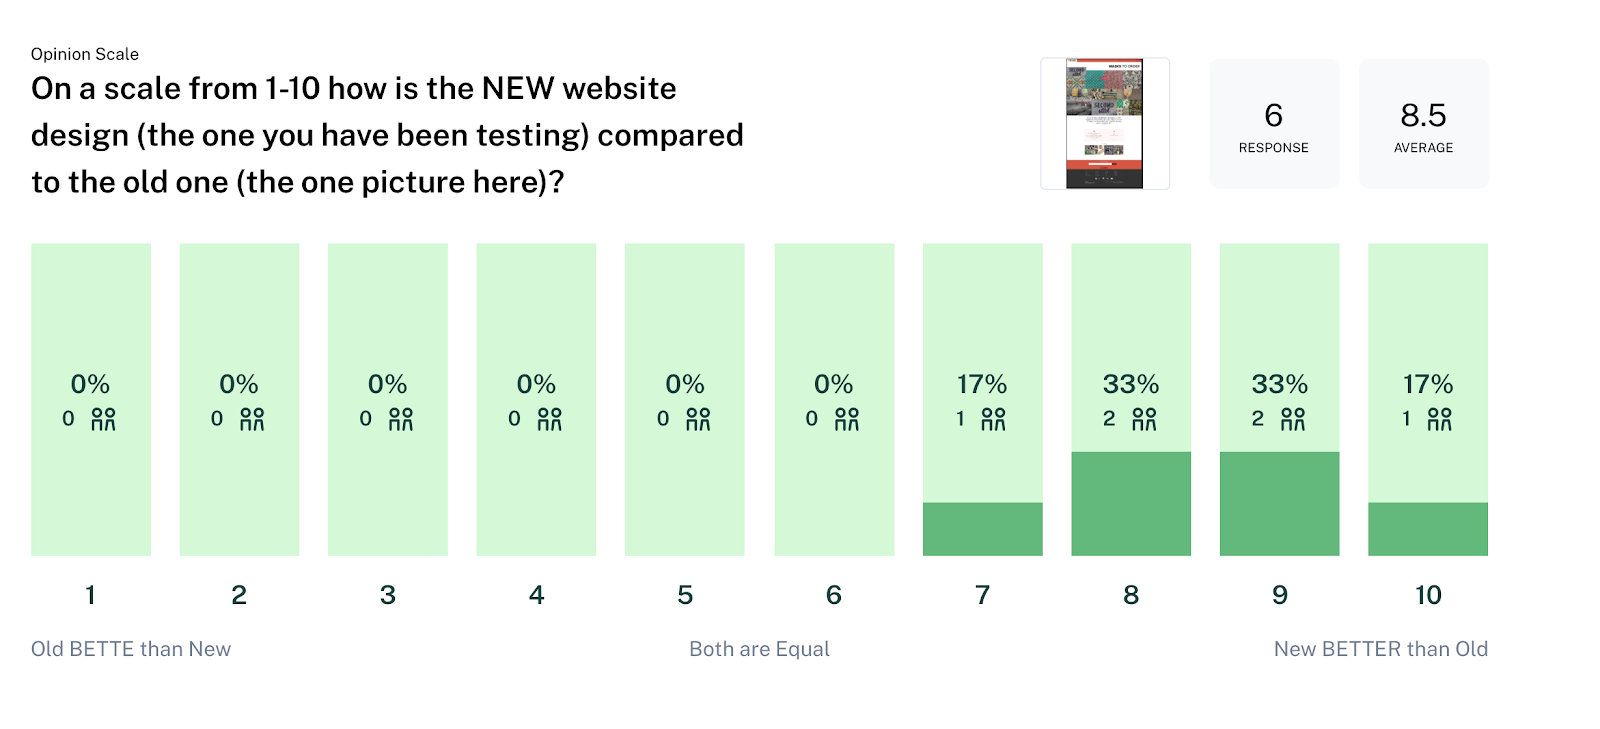 Opinion Scale
On a scale from 1-10 how is the NEW website
design (the one you have been testing) compared
to the old one (the one picture here)?
6
RESPONSE
8.5
AVERAGE
0% 0% 0% 0% 0% 0% 17% 33% 33% 17%
0 0 0 0 0 0 1 2 2 1
1 2 3 4 5 6 7 8 9 10
Old BETTE than New Both are Equal New BETTER than Old